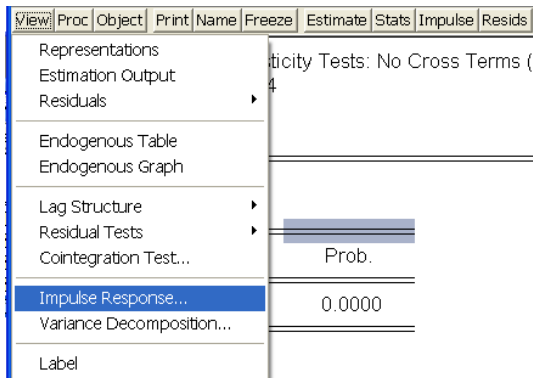 View Proc Object Print Name Freeze Estimate Stats Impulse Resids
Representations
Estimation Output
Residuals
Endogenous Table
Endogenous Graph
Lag Structure
Residual Tests
Cointegration Test...
Impulse Response...
Variance Decomposition...
Label
ticity Tests: No Cross Terms (
4
Prob.
0.0000